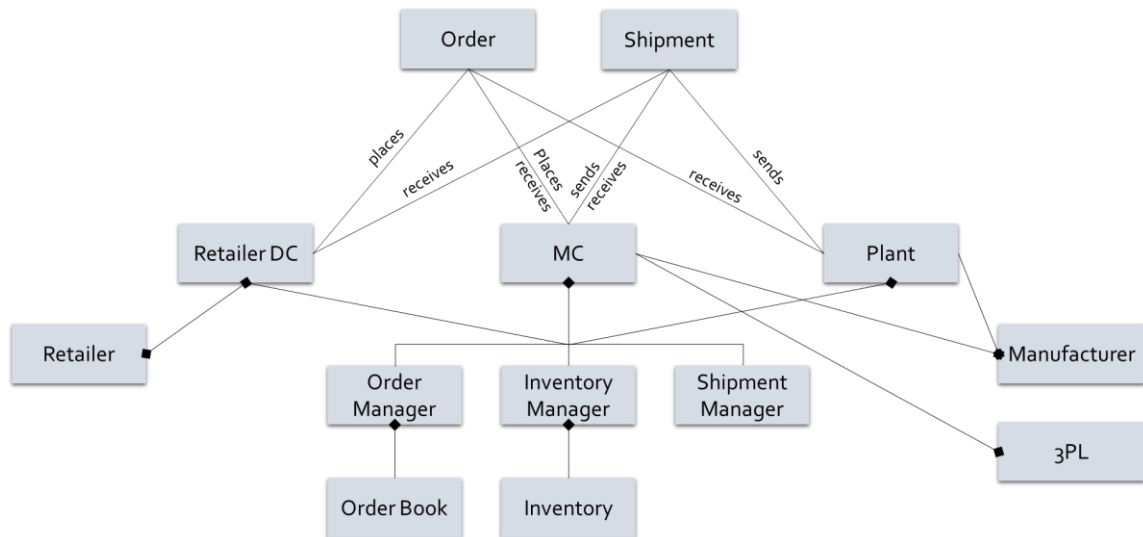 Order
Shipment
places
receives
Places
receives
sends
receives
receives
sends
Retailer DC
MC
Plant
Retailer
Manufacturer
Order
Manager
Inventory
Manager
Shipment
Manager
3PL
Order Book
Inventory